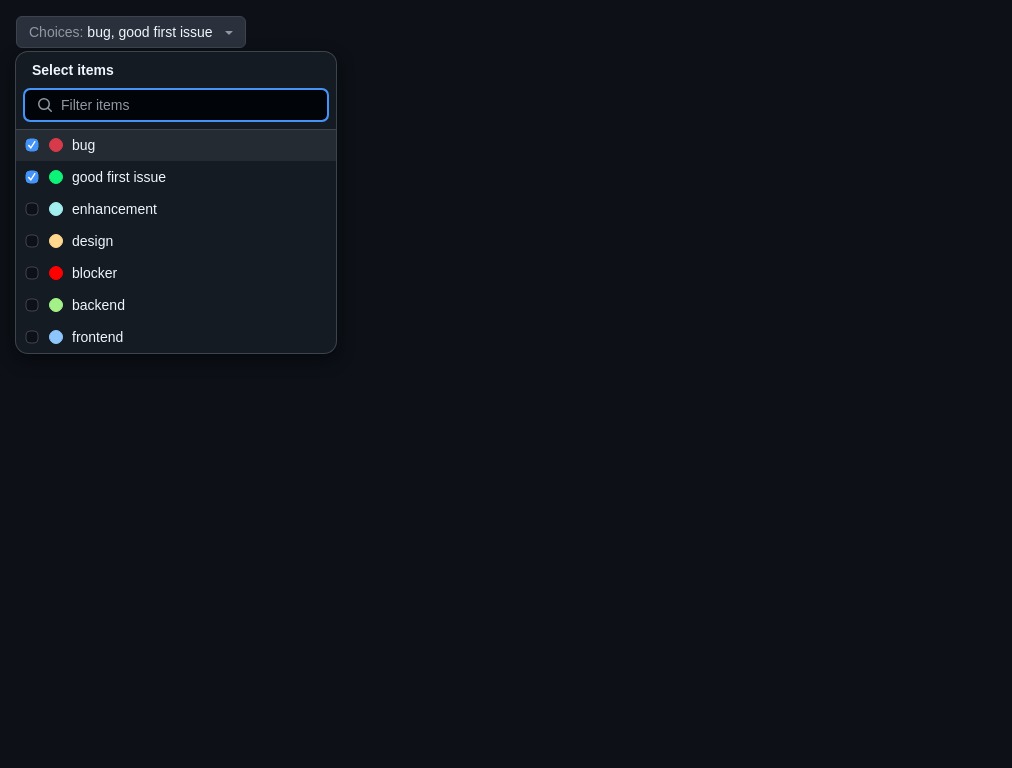 Choices: bug, good first issue
Select items
Filter items
bug
good first issue
enhancement
design
blocker
backend
frontend